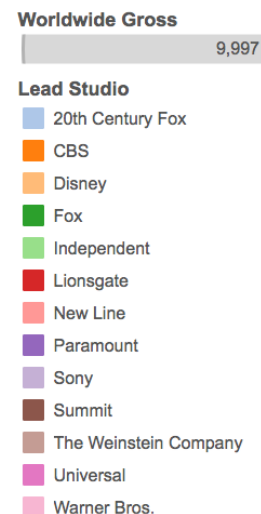 Worldwide Gross
9,997
Lead Studio
20th Century Fox
CBS
Disney
Fox
Independent
Lionsgate
New Line
Paramount
Sony
Summit
The Weinstein Company
Universal
Warner Bros.